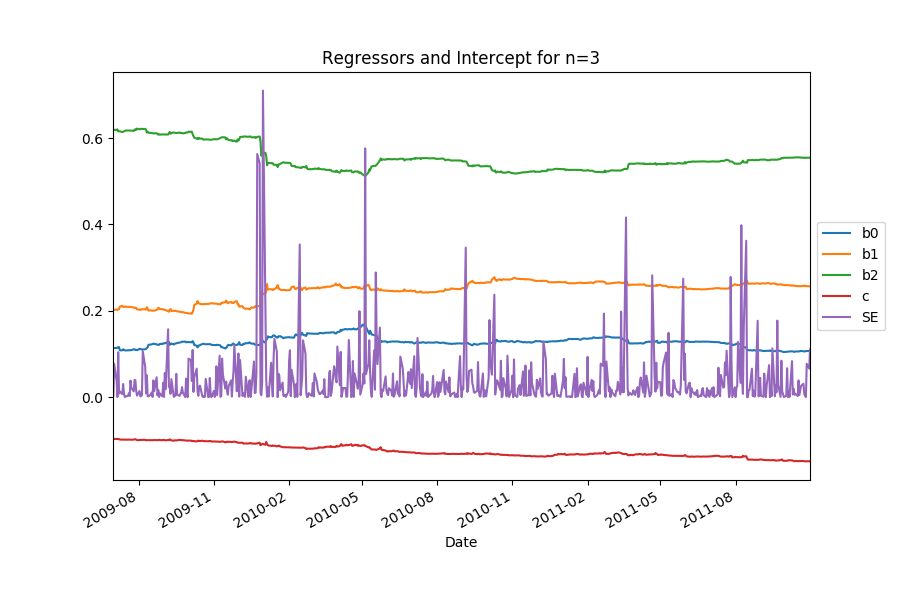 Regressors and Intercept for n=3
0.6
0.4
0.2
0.0
2009-08
2009-11
2010-02
2010-05
2010-08
2010-11
2011-02
2011-05
2011-08
Date
b0
b1
b2
c
SE